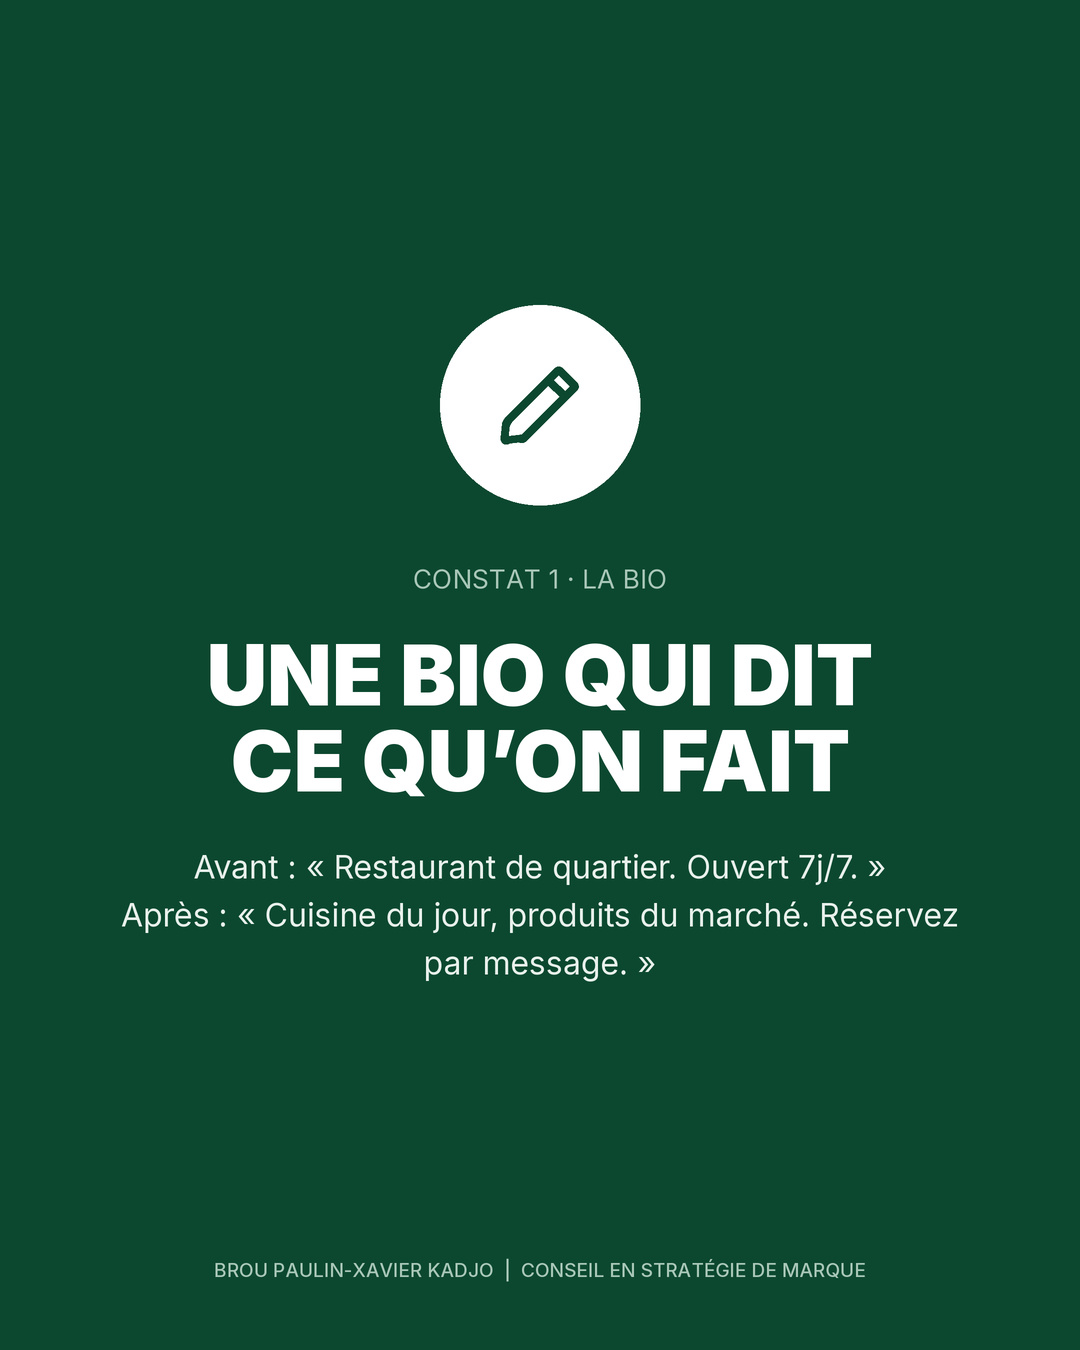 CONSTAT 1 · LA BIO
UNE BIO QUI DIT
CE QU’ON FAIT
Avant : « Restaurant de quartier. Ouvert 7j/7. »
Après : « Cuisine du jour, produits du marché. Réservez
par message. »
BROU PAULIN-XAVIER KADJO | CONSEIL EN STRATÉGIE DE MARQUE